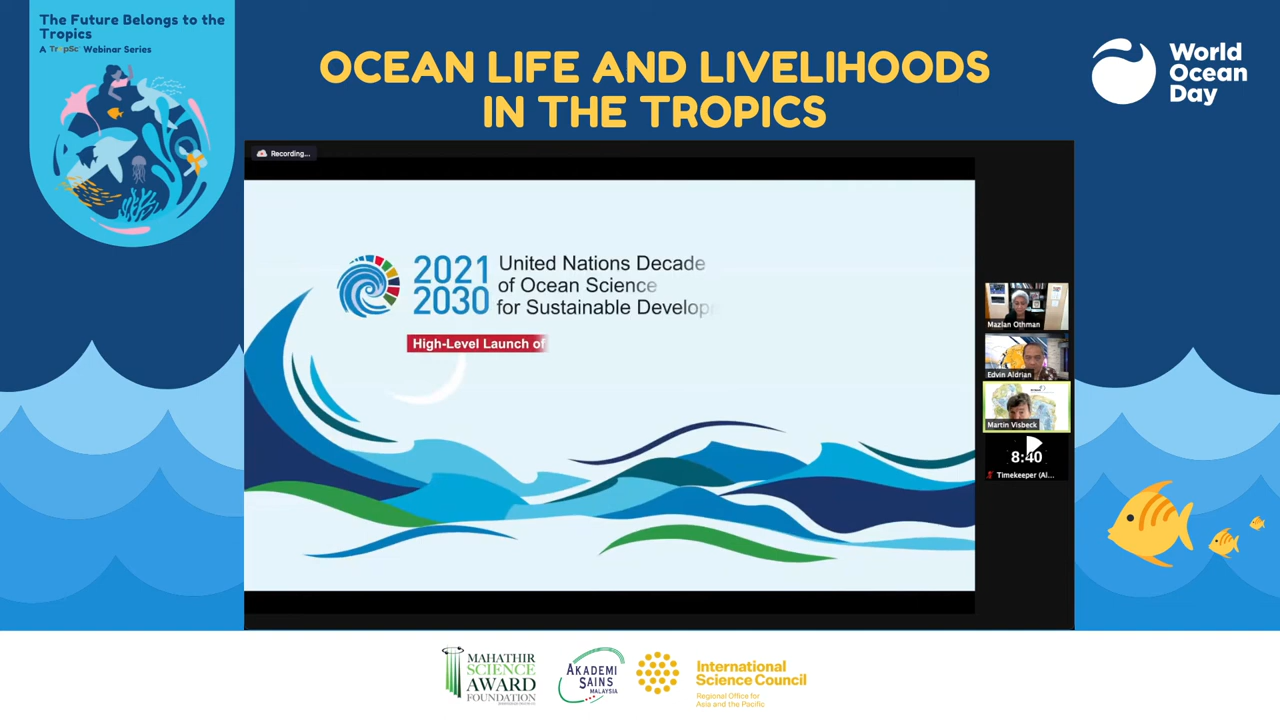 The Future Belongs to the
Tropics
A TropSc Webinar Series
OCEAN LIFE AND LIVELIHOODS
IN THE TROPICS
World
Ocean
Day
Recording...
2021
2030
United Nations Decade
of Ocean Science
for Sustainable Develop
High-Level Launch of
Mazlan Othman
Edvin Aldrian
Martin Visbeck
8:40
Timekeeper (Al...
MAHATHIR
SCIENCE
AWARD
FOUNDATION
AKADEMI
SAINS
MALAYSIA
International
Science Council
Regional Office for
Asia and the Pacific